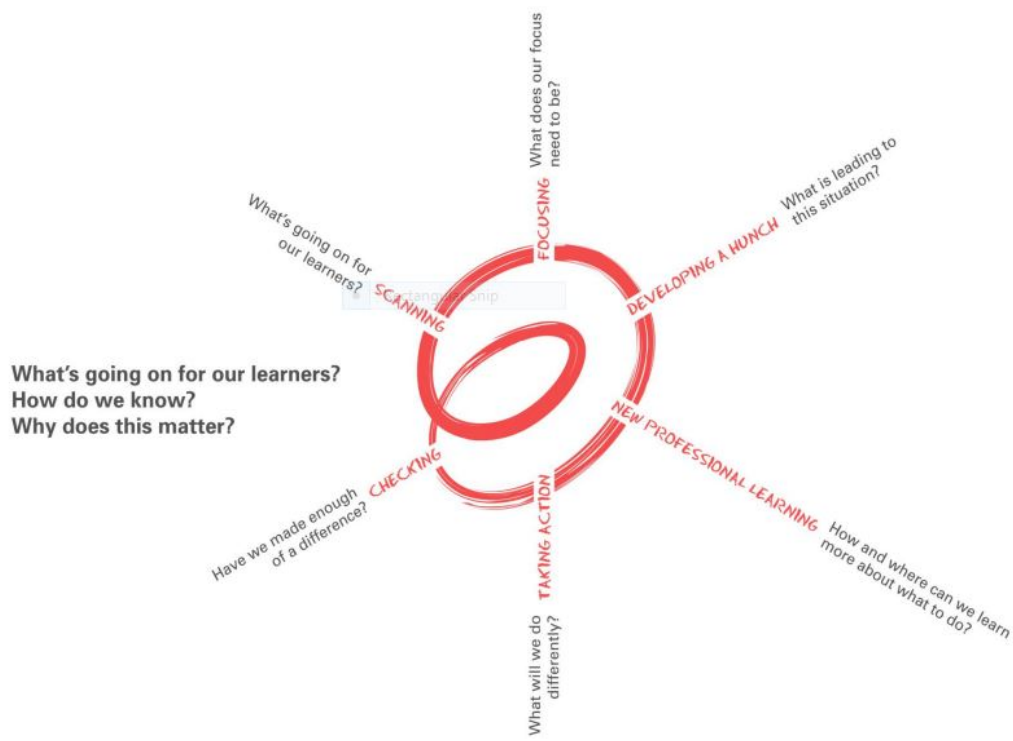 What does our focus
need to be?
FOCUSING
What is leading to
this situation?
DEVELOPING A HUNCH
What's going on for
our learners?
SCANNING
Rectangular Snip
What's going on for our learners?
How do we know?
Why does this matter?
NEW PROFESSIONAL LEARNING
How and where can we learn
more about what to do?
CHECKING
Have we made enough
of a difference?
TAKING ACTION
What will we do
differently?